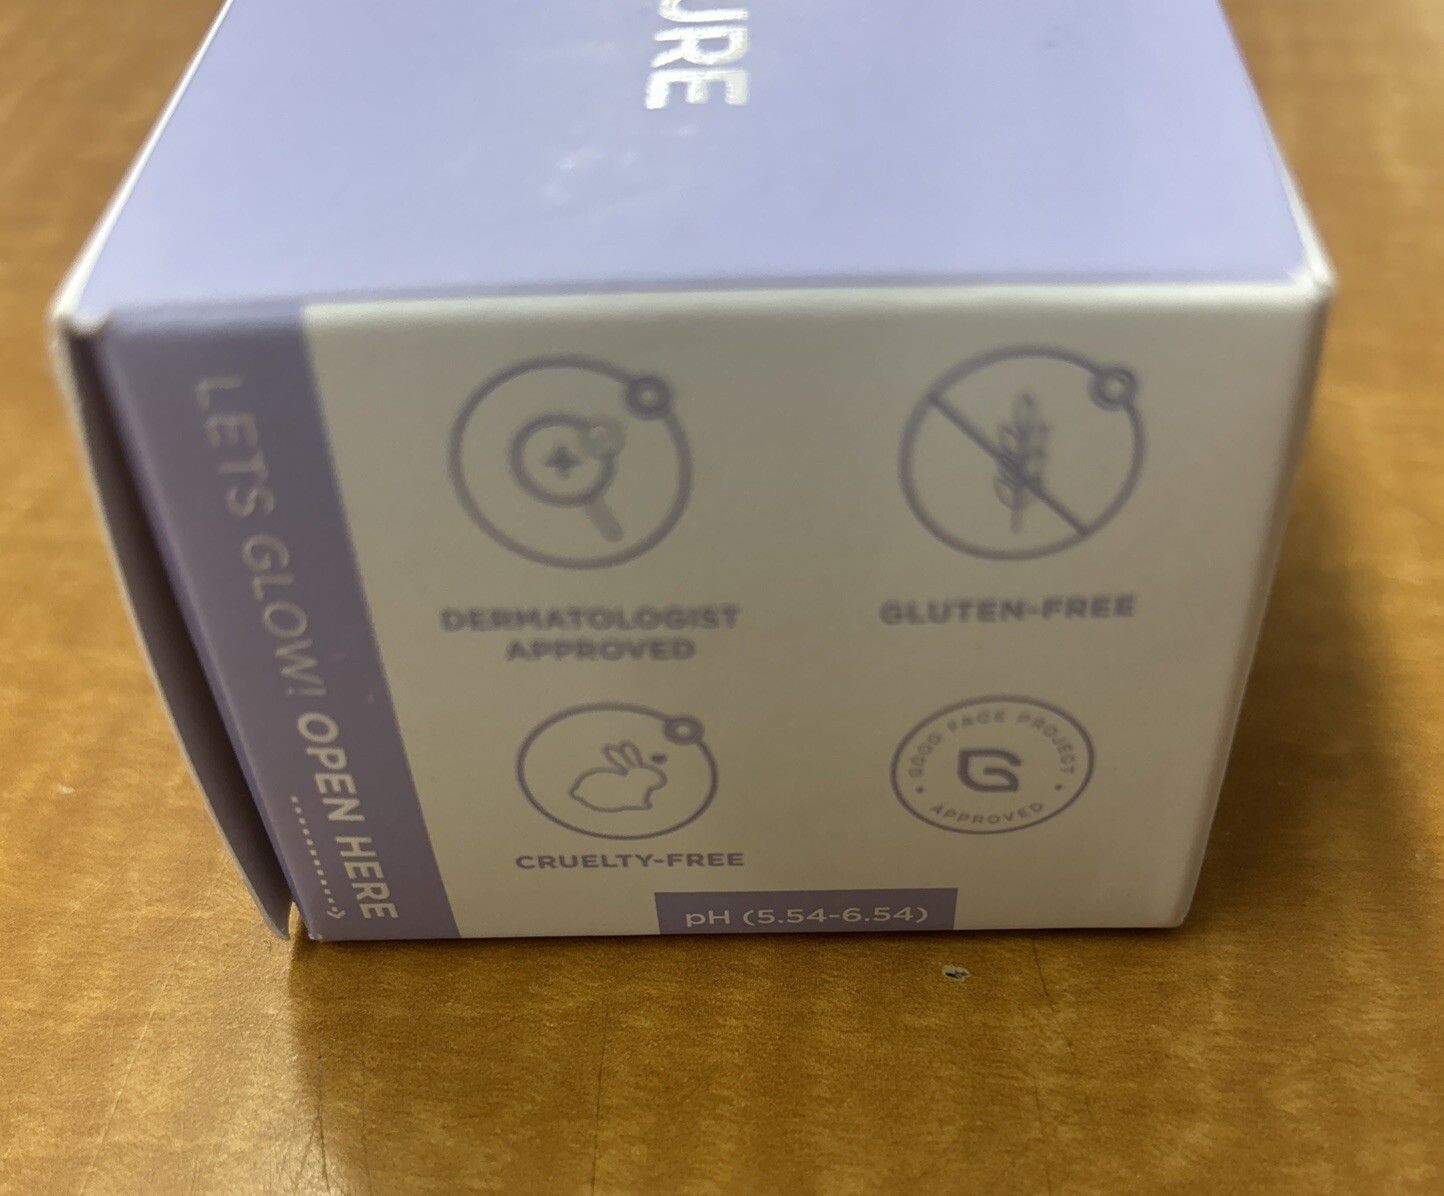 URE
LETS GLOW! OPEN HERE
DERMATOLOGIST
APPROVED
GLUTEN-FREE
CRUELTY-FREE
GOOD FACE PROJECT
G
APPROVED
pH (5.54-6.54)